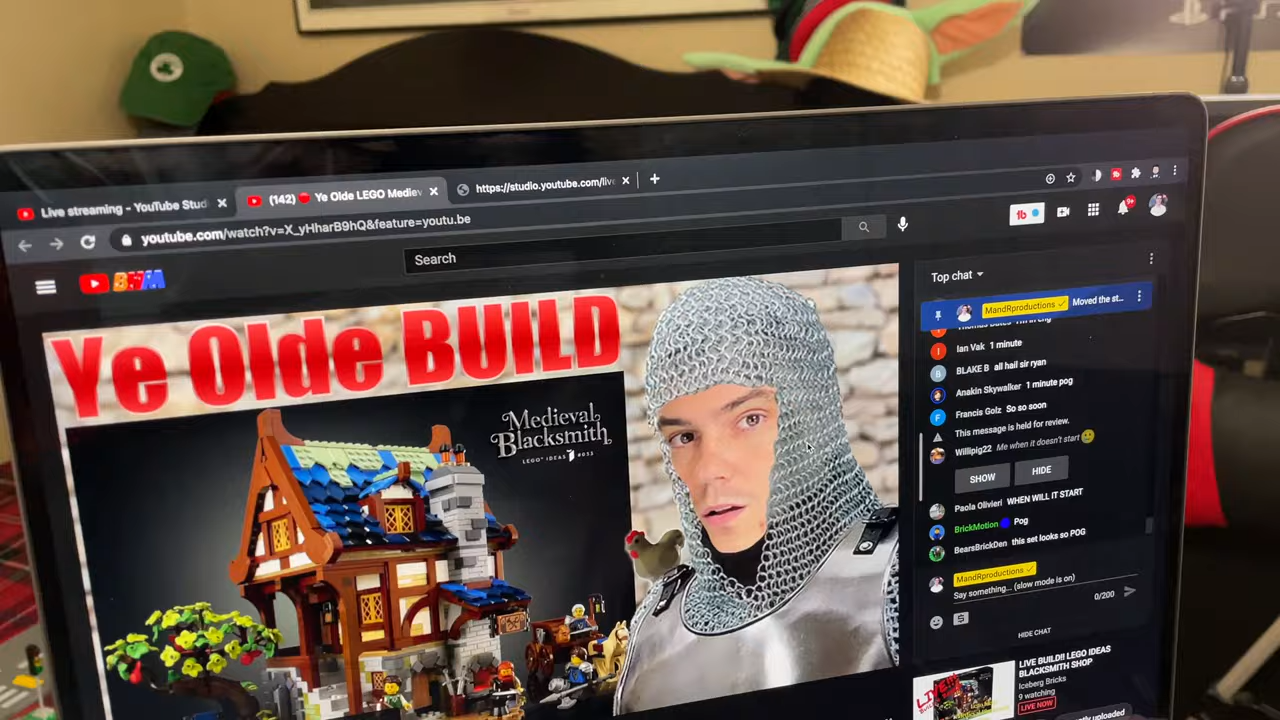 Live streaming - YouTube Stud
(142) Ye Olde LEGO Mediev
https://studio.youtube.com/live
youtube.com/watch?v=X_yHharB9hQ&feature=youtu.be
Search
Ye Olde BUILD
Medieval
Blacksmith
LEGO IDEAS #033
Top chat
MandRproductions Moved the st...
Ian Vak 1 minute
BLAKE B all hail sir ryan
Anakin Skywalker 1 minute pog
Francis Golz So so soon
This message is held for review.
Willipig22 Me when it doesn't start
SHOW HIDE
Paola Olivieri WHEN WILL IT START
BrickMotion Pog
BearsBrickDen this set looks so POG
MandRproductions
Say something... (slow mode is on)
0/200
HIDE CHAT
LIVE BUILD!! LEGO IDEAS
BLACKSMITH SHOP
Iceberg Bricks
9 watching
LIVE NOW
uploaded